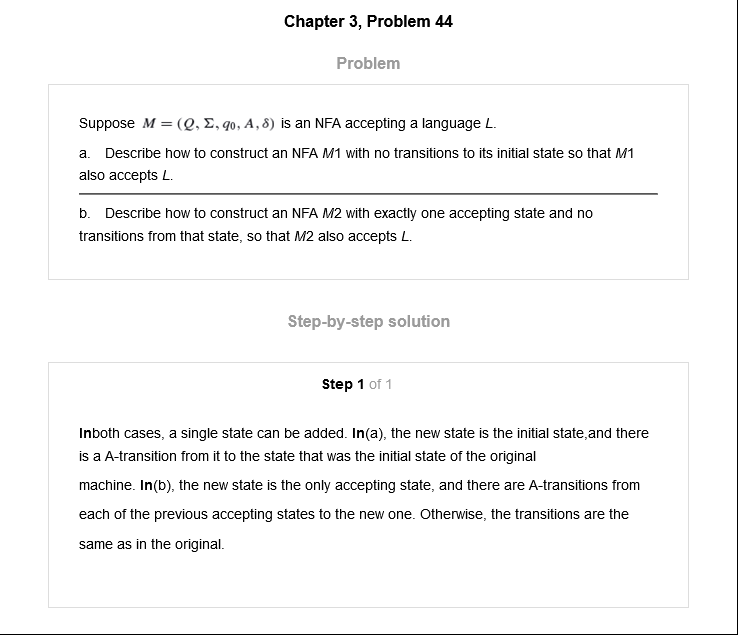 Chapter 3, Problem 44
Problem
Suppose M = (Q, Σ, q₀, A, δ) is an NFA accepting a language L.
a. Describe how to construct an NFA M1 with no transitions to its initial state so that M1
also accepts L.
b. Describe how to construct an NFA M2 with exactly one accepting state and no
transitions from that state, so that M2 also accepts L.
Step-by-step solution
Step 1 of 1
Inboth cases, a single state can be added. In(a), the new state is the initial state,and there
is a A-transition from it to the state that was the initial state of the original
machine. In(b), the new state is the only accepting state, and there are A-transitions from
each of the previous accepting states to the new one. Otherwise, the transitions are the
same as in the original.